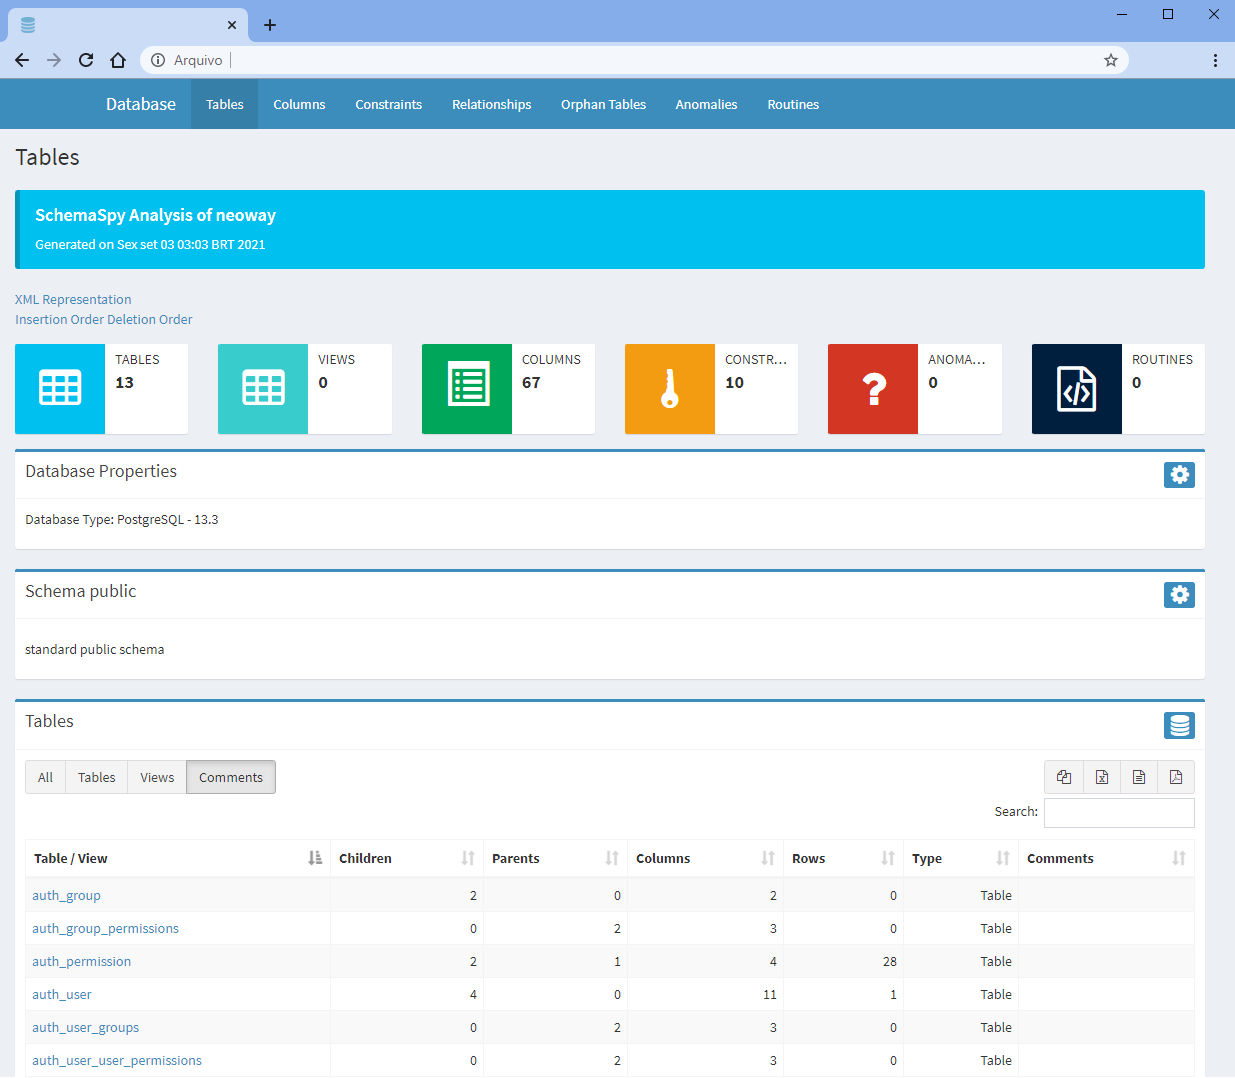 Arquivo
Database Tables Columns Constraints Relationships Orphan Tables Anomalies Routines
Tables
SchemaSpy Analysis of neoway
Generated on Sex set 03 03:03 BRT 2021
XML Representation
Insertion Order Deletion Order
TABLES
13
VIEWS
0
COLUMNS
67
CONSTR...
10
ANOMA...
0
ROUTINES
0
Database Properties
Database Type: PostgreSQL - 13.3
Schema public
standard public schema
Tables
All Tables Views Comments
Search:
Table / View Children Parents Columns Rows Type Comments
auth_group 2 0 2 0 Table
auth_group_permissions 0 2 3 0 Table
auth_permission 2 1 4 28 Table
auth_user 4 0 11 1 Table
auth_user_groups 0 2 3 0 Table
auth_user_user_permissions 0 2 3 0 Table